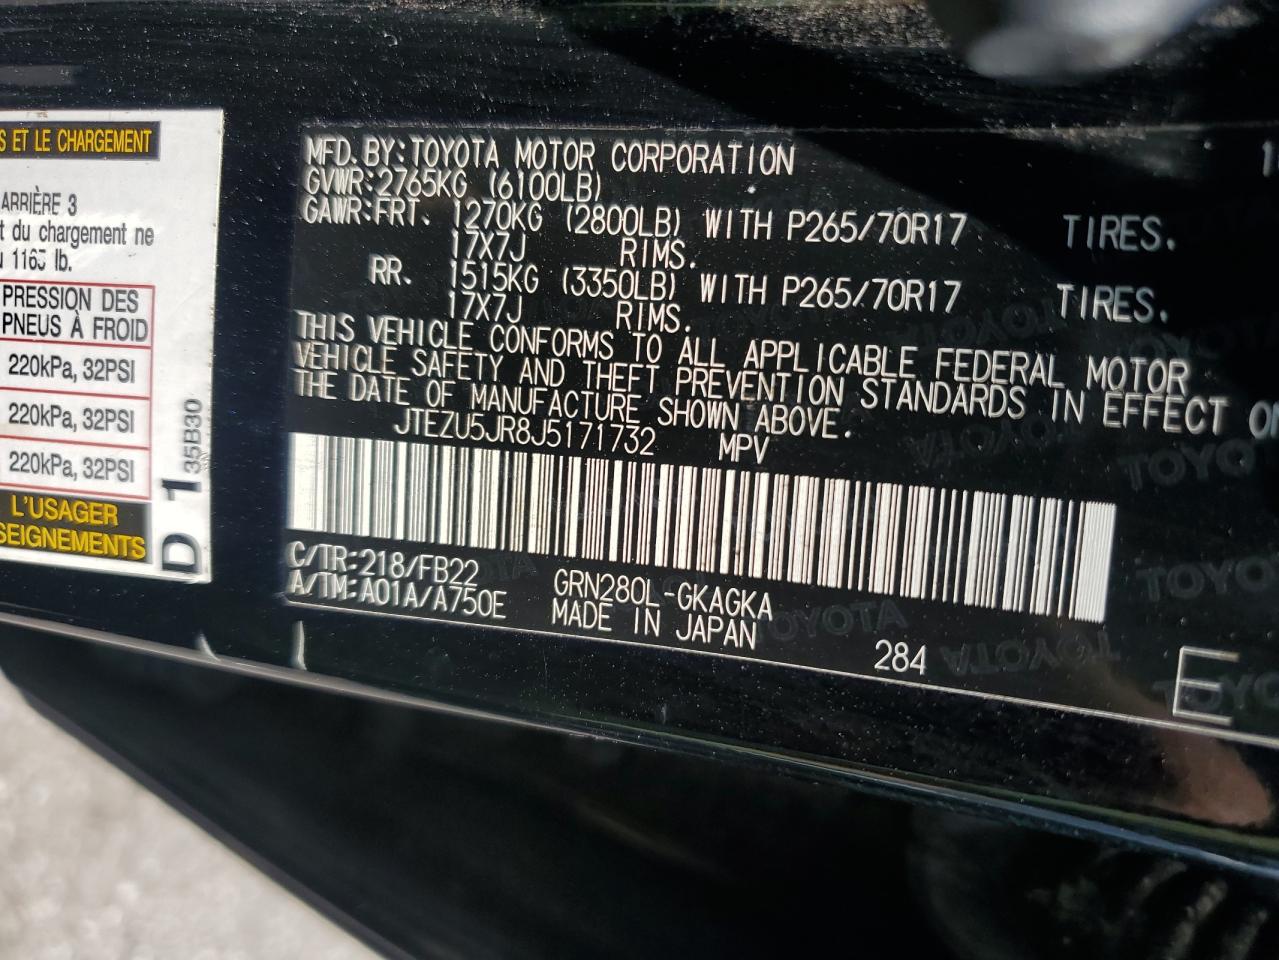 S ET LE CHARGEMENT
ARRIÈRE 3
t du chargement ne
lb.
PRESSION DES
PNEUS À FROID
220kPa, 32PSI
220kPa, 32PSI
220kPa, 32PSI
L'USAGER
SEIGNEMENTS
D 1 35B30
MFD. BY: TOYOTA MOTOR CORPORATION 1
GVWR: 2765KG (6100LB)
GAWR: FRT. 1270KG (2800LB) WITH P265/70R17 TIRES.
17X7J RIMS.
RR. 1515KG (3350LB) WITH P265/70R17 TIRES.
17X7J RIMS.
THIS VEHICLE CONFORMS TO ALL APPLICABLE FEDERAL MOTOR
VEHICLE SAFETY AND THEFT PREVENTION STANDARDS IN EFFECT ON
THE DATE OF MANUFACTURE SHOWN ABOVE.
JTEZU5JR8J5171732 MPV
C/TR: 218/FB22 GRN280L-GKAGKA
A/TM: A01A/A750E MADE IN JAPAN
284
E